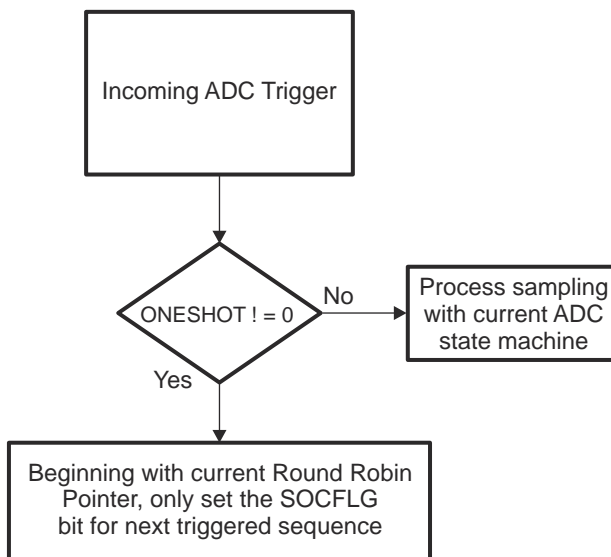 Incoming ADC Trigger
ONESHOT ! = 0
No
Process sampling
with current ADC
state machine
Yes
Beginning with current Round Robin
Pointer, only set the SOCFLG
bit for next triggered sequence